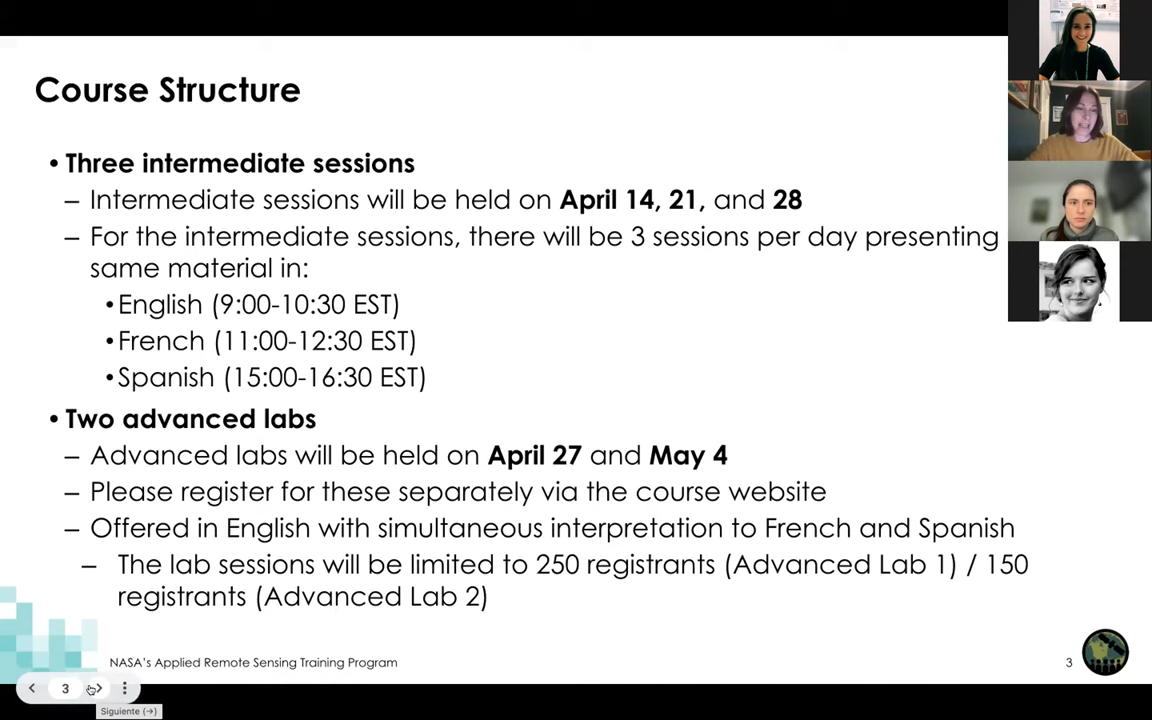 Course Structure
• Three intermediate sessions
– Intermediate sessions will be held on April 14, 21, and 28
– For the intermediate sessions, there will be 3 sessions per day presenting
same material in:
• English (9:00-10:30 EST)
• French (11:00-12:30 EST)
• Spanish (15:00-16:30 EST)
• Two advanced labs
– Advanced labs will be held on April 27 and May 4
– Please register for these separately via the course website
– Offered in English with simultaneous interpretation to French and Spanish
– The lab sessions will be limited to 250 registrants (Advanced Lab 1) / 150
registrants (Advanced Lab 2)
NASA's Applied Remote Sensing Training Program
3
3
Siguiente (→)